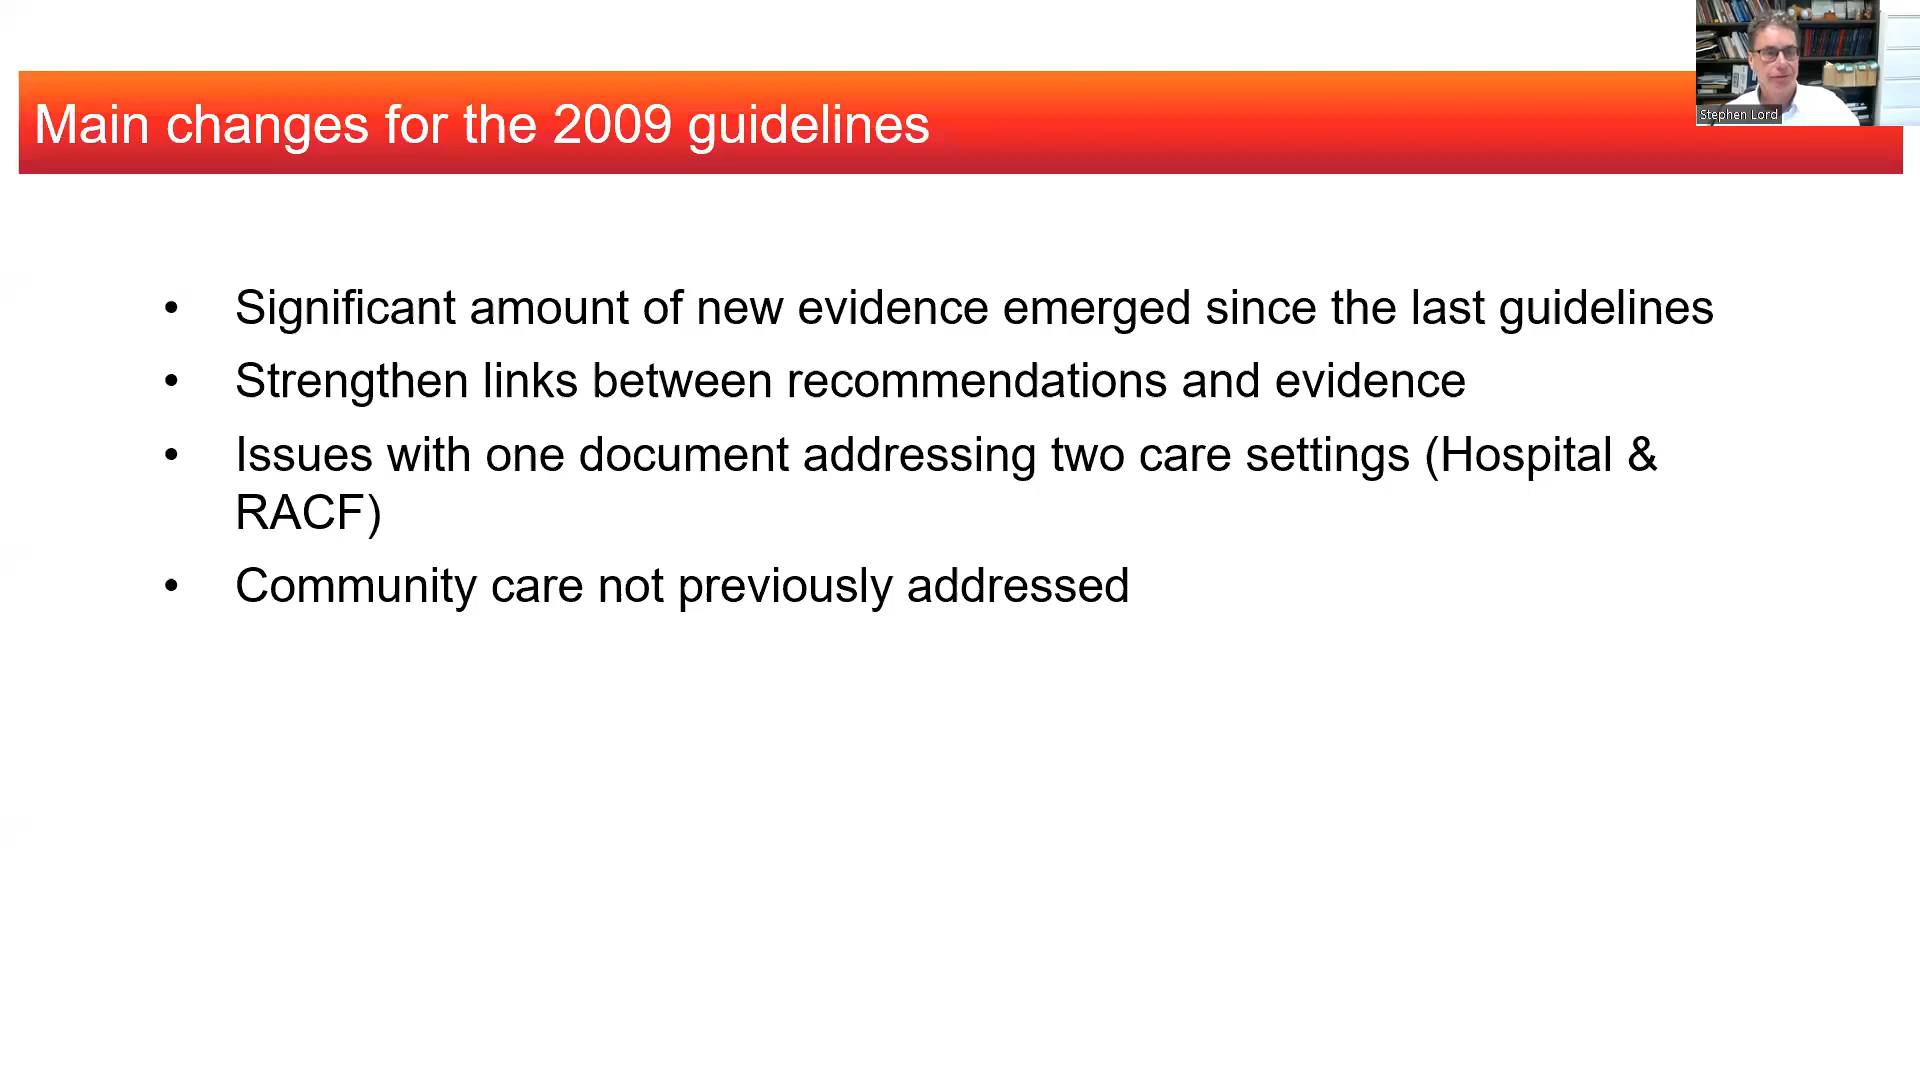 Main changes for the 2009 guidelines
Stephen Lord
• Significant amount of new evidence emerged since the last guidelines
• Strengthen links between recommendations and evidence
• Issues with one document addressing two care settings (Hospital &
RACF)
• Community care not previously addressed